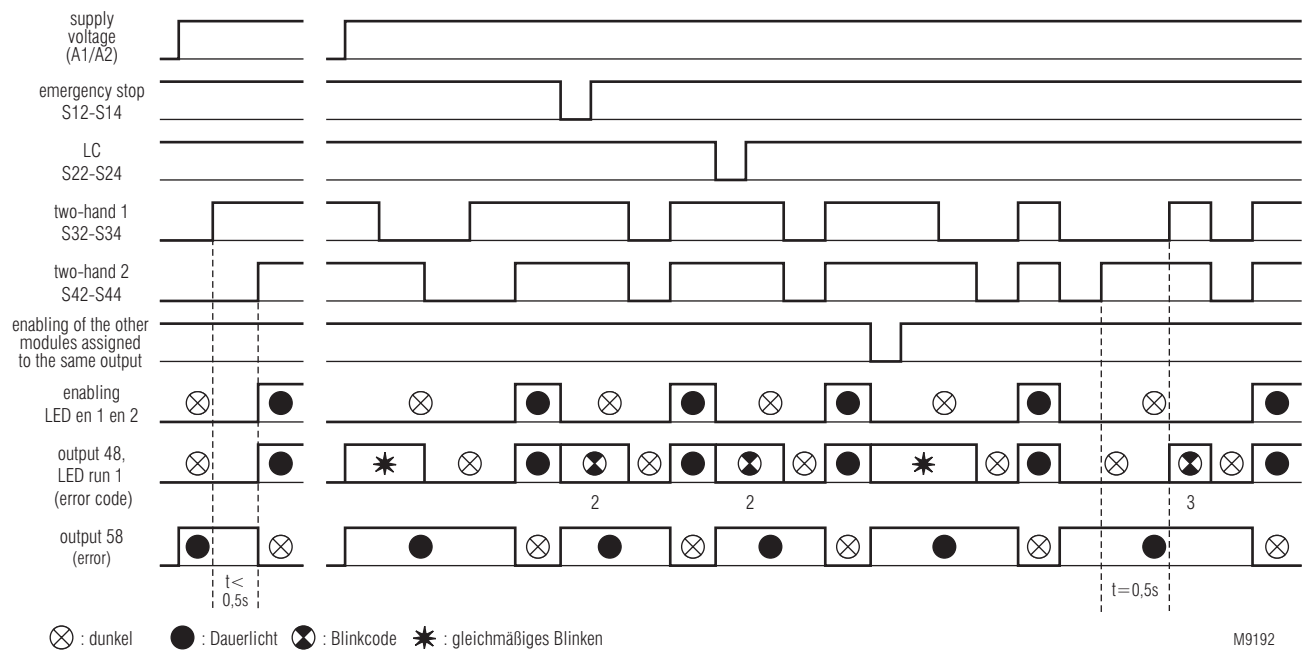 supply
voltage
(A1/A2)
emergency stop
S12-S14
LC
S22-S24
two-hand 1
S32-S34
two-hand 2
S42-S44
enabling of the other
modules assigned
to the same output
enabling
LED en 1 en 2
output 48,
LED run 1
(error code)
2
2
3
output 58
(error)
t<
0,5s
t=0,5s
: dunkel
: Dauerlicht
: Blinkcode
: gleichmäßiges Blinken
M9192